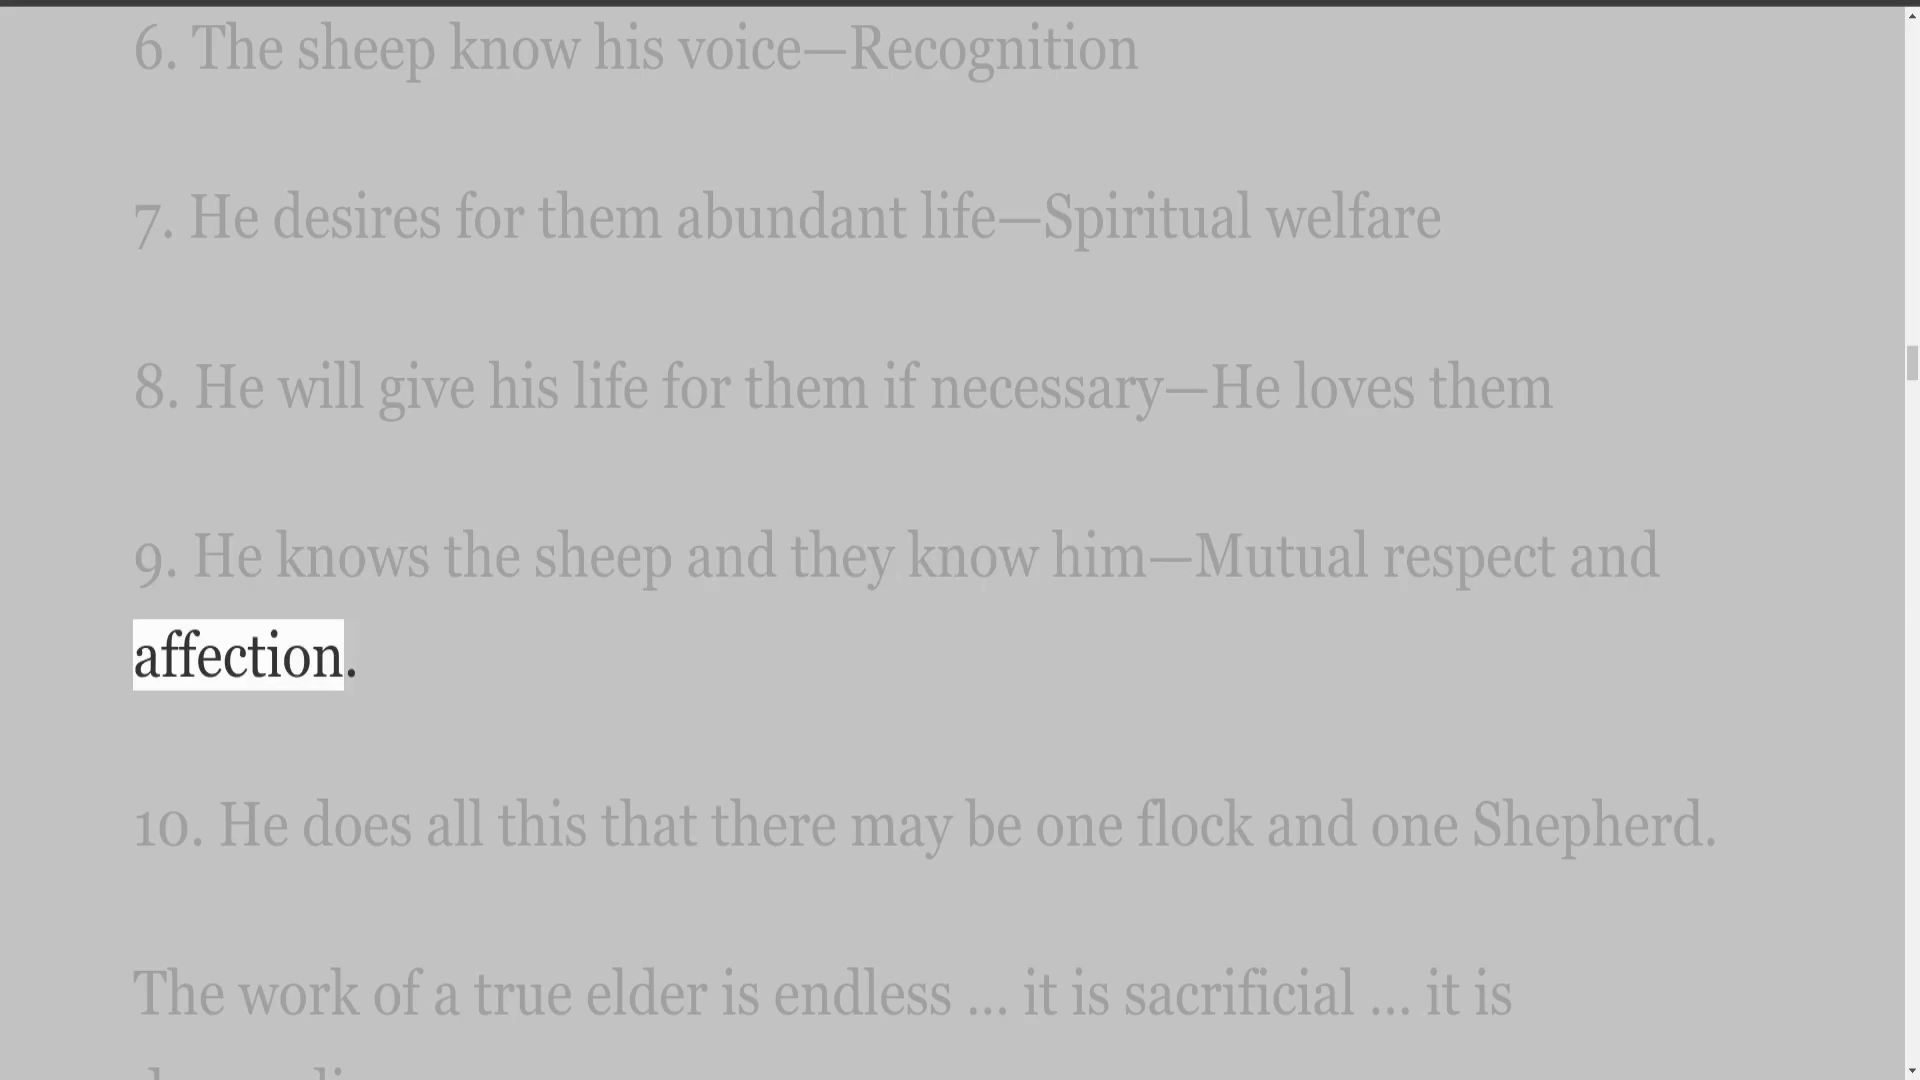 6. The sheep know his voice—Recognition
7. He desires for them abundant life—Spiritual welfare
8. He will give his life for them if necessary—He loves them
9. He knows the sheep and they know him—Mutual respect and
affection.
10. He does all this that there may be one flock and one Shepherd.
The work of a true elder is endless ... it is sacrificial ... it is